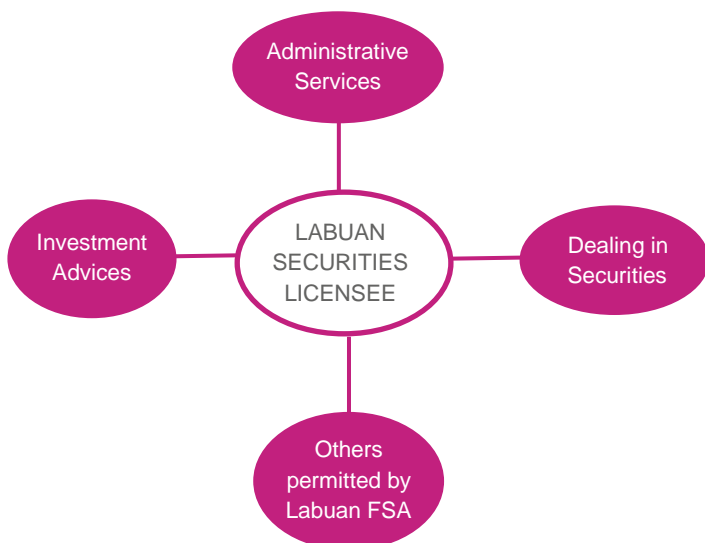 Administrative
Services
Investment
Advices
LABUAN
SECURITIES
LICENSEE
Dealing in
Securities
Others
permitted by
Labuan FSA